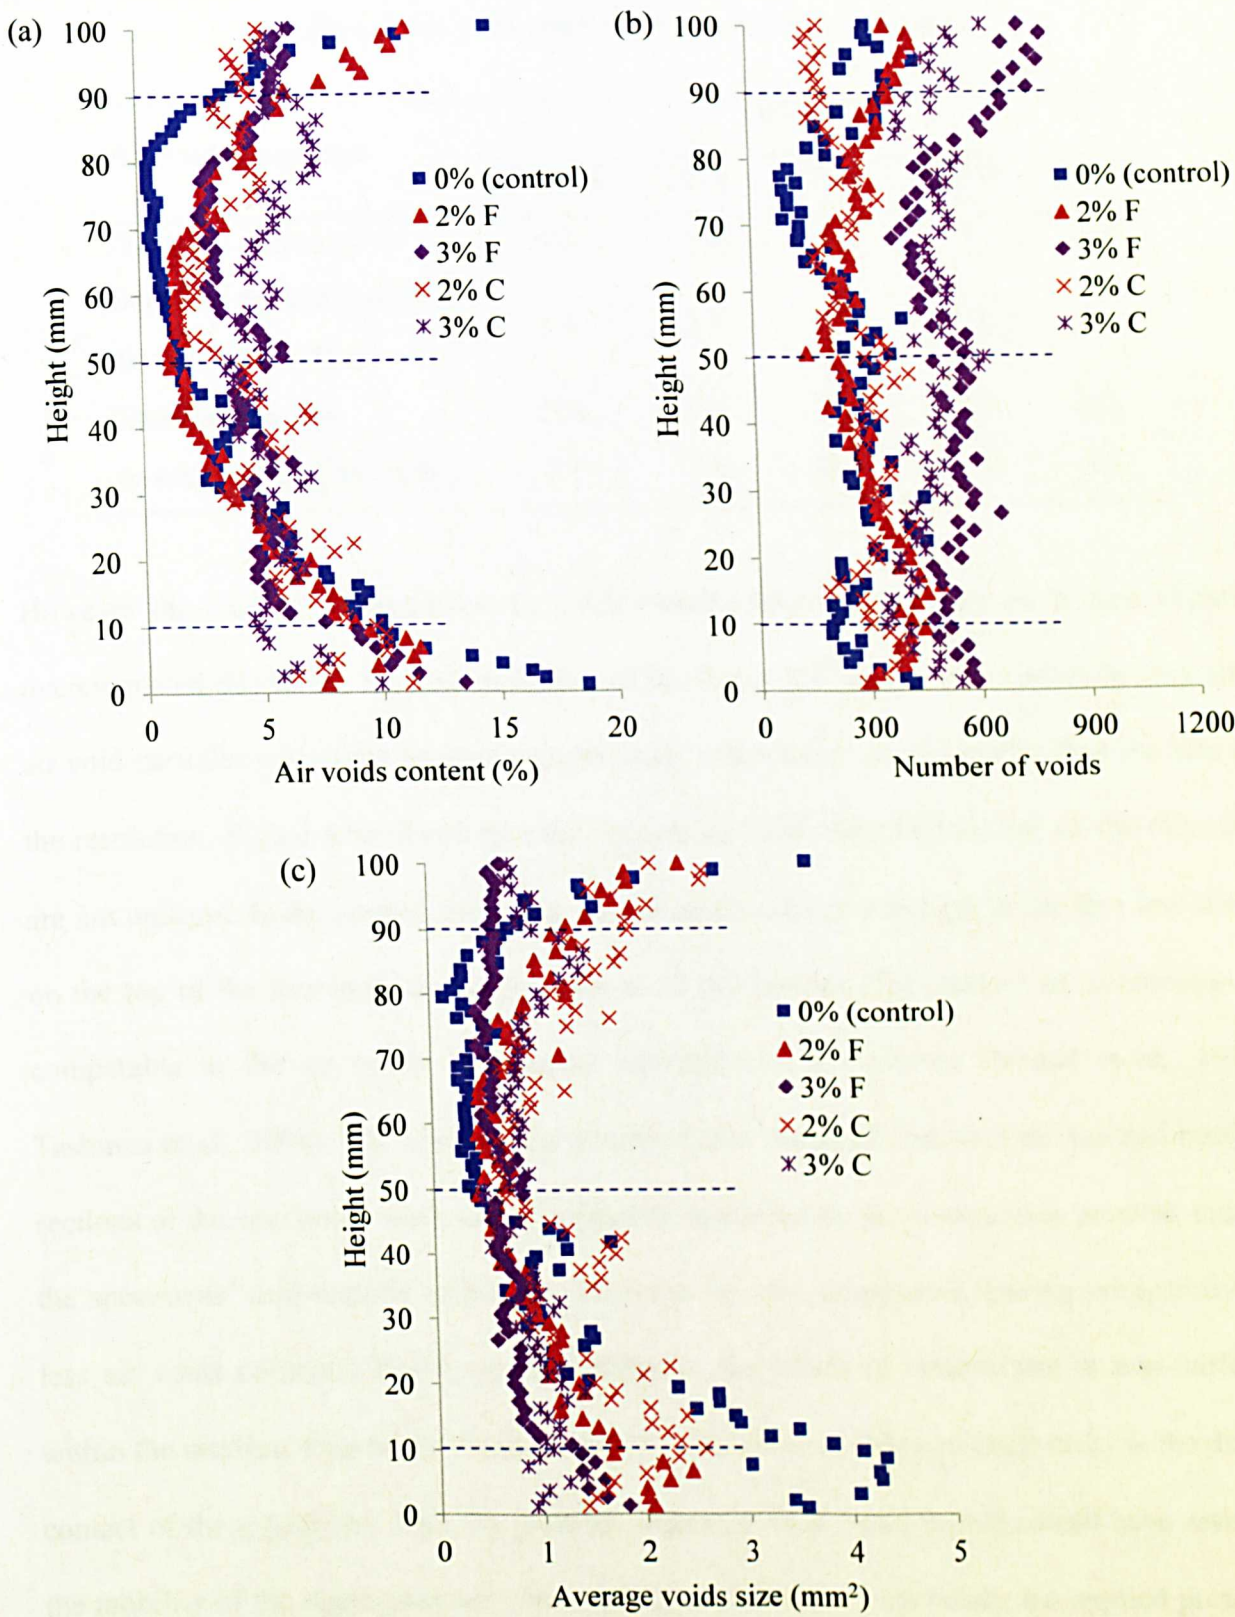 (a)
100
90
80
70
60
50
40
30
20
10
0
Height (mm)
0% (control)
2% F
3% F
2% C
3% C
0 5 10 15 20
Air voids content (%)
(b)
100
90
80
70
60
50
40
30
20
10
0
Height (mm)
0% (control)
2% F
3% F
2% C
3% C
0 300 600 900 1200
Number of voids
(c)
100
90
80
70
60
50
40
30
20
10
0
Height (mm)
0% (control)
2% F
3% F
2% C
3% C
0 1 2 3 4 5
Average voids size (mm²)